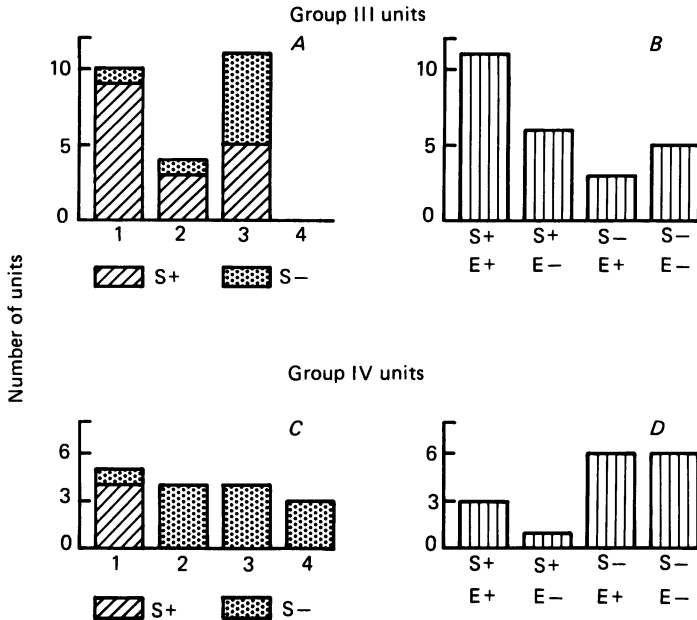 Group III units
A
B
10
5
0
1 2 3 4
S+ S−
10
5
0
S+ S+ S− S−
E+ E− E+ E−
Number of units
Group IV units
C
D
6
3
0
1 2 3 4
S+ S−
6
3
0
S+ S+ S− S−
E+ E− E+ E−